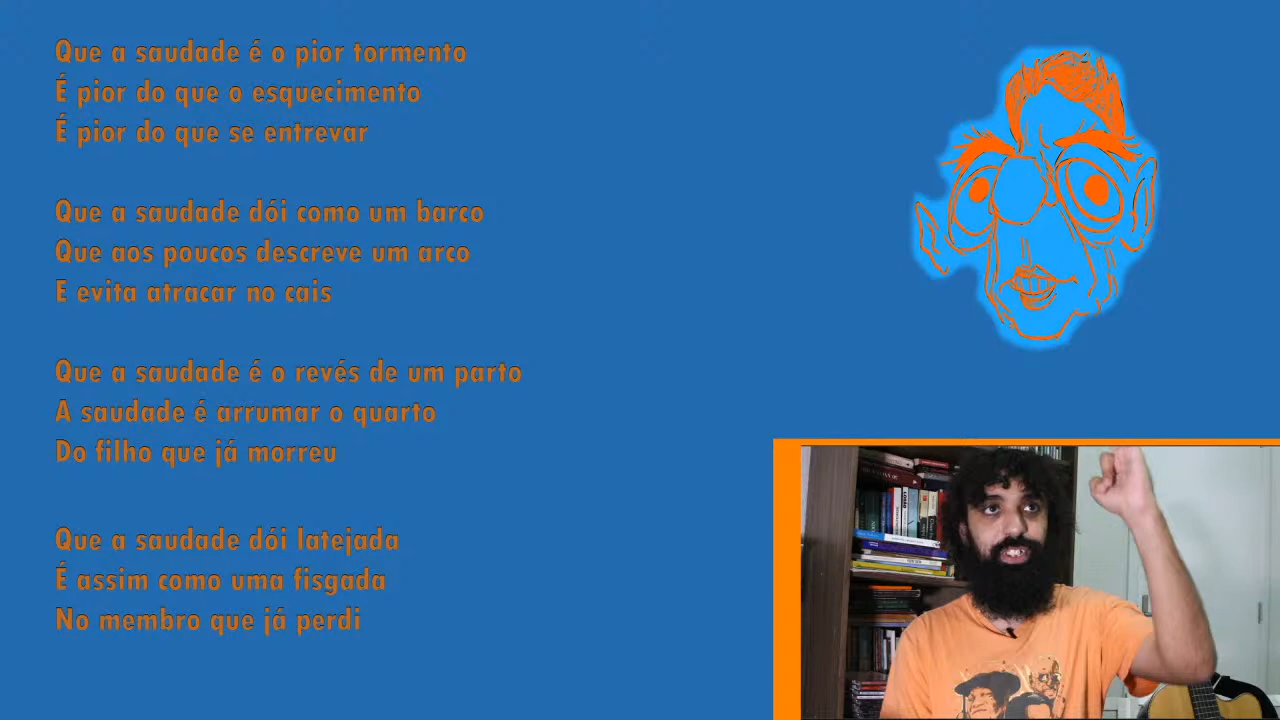 Que a saudade é o pior tormento
É pior do que o esquecimento
É pior do que se entrevar
Que a saudade dói como um barco
Que aos poucos descreve um arco
E evita atracar no cais
Que a saudade é o revés de um parto
A saudade é arrumar o quarto
Do filho que já morreu
Que a saudade dói latejada
É assim como uma fisgada
No membro que já perdi